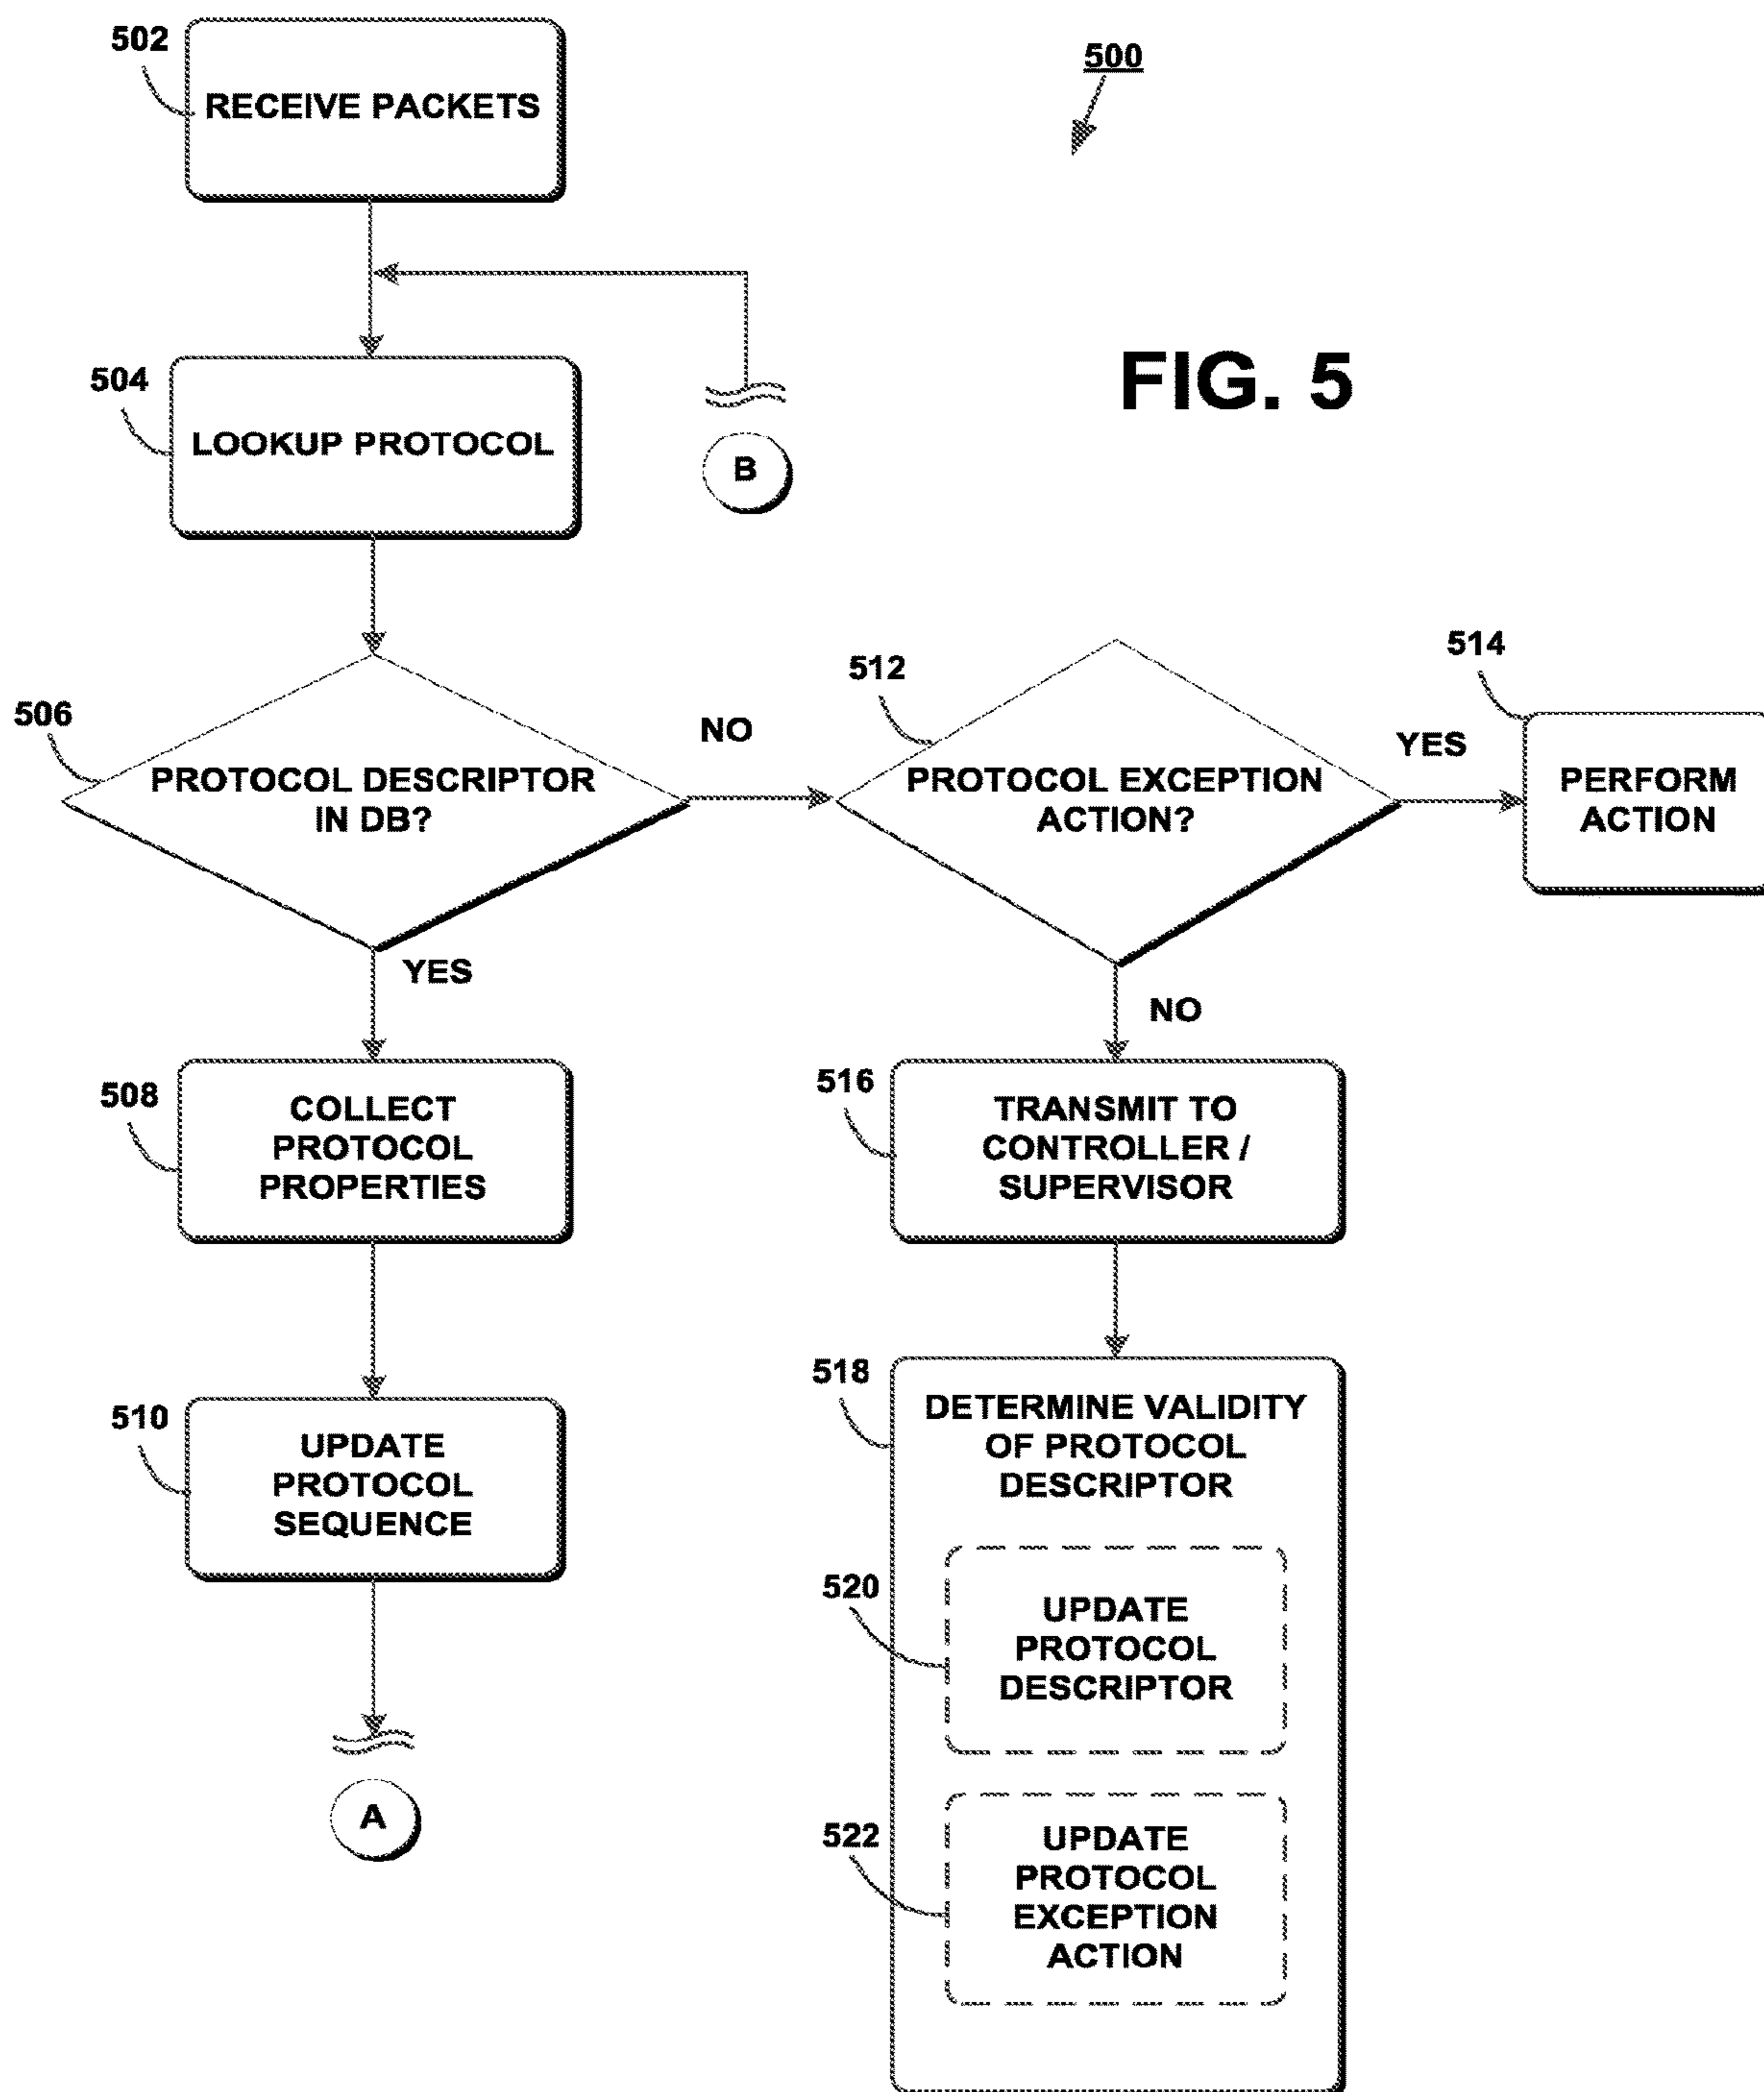 502
RECEIVE PACKETS
500
504
LOOKUP PROTOCOL
B
FIG. 5
506
PROTOCOL DESCRIPTOR
IN DB?
NO
YES
512
PROTOCOL EXCEPTION
ACTION?
YES
NO
514
PERFORM
ACTION
508
COLLECT
PROTOCOL
PROPERTIES
516
TRANSMIT TO
CONTROLLER /
SUPERVISOR
510
UPDATE
PROTOCOL
SEQUENCE
A
518
DETERMINE VALIDITY
OF PROTOCOL
DESCRIPTOR
520
UPDATE
PROTOCOL
DESCRIPTOR
522
UPDATE
PROTOCOL
EXCEPTION
ACTION